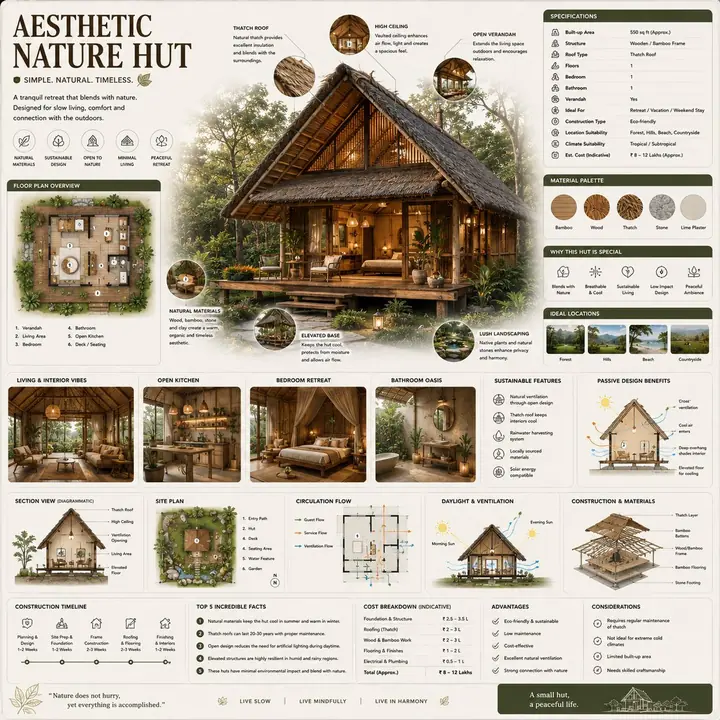 AESTHETIC
NATURE HUT
SIMPLE. NATURAL. TIMELESS.
A tranquil retreat that blends with nature.
Designed for slow living, comfort and
connection with the outdoors.
NATURAL
MATERIALS
SUSTAINABLE
DESIGN
OPEN TO
NATURE
MINIMAL
LIVING
PEACEFUL
RETREAT
THATCH ROOF
Natural thatch provides
excellent insulation
and blends with the
surroundings.
HIGH CEILING
Vaulted ceiling enhances
air flow, light and creates
a spacious feel.
OPEN VERANDAH
Extends the living space
outdoors and encourages
relaxation.
SPECIFICATIONS
Built-up Area 550 sq ft (Approx.)
Structure Wooden / Bamboo Frame
Roof Type Thatch Roof
Floors 1
Bedroom 1
Bathroom 1
Verandah Yes
Ideal For Retreat / Vacation / Weekend Stay
Construction Type Eco-friendly
Location Suitability Forest, Hills, Beach, Countryside
Climate Suitability Tropical / Subtropical
Est. Cost (Indicative) ₹ 8 – 12 Lakhs (Approx.)
FLOOR PLAN OVERVIEW
1. Verandah
2. Living Area
3. Bedroom
4. Bathroom
5. Open Kitchen
6. Deck / Seating
NATURAL MATERIALS
Wood, bamboo, stone
and clay create a warm,
organic and timeless
aesthetic.
ELEVATED BASE
Keeps the hut cool,
protects from moisture
and allows air flow.
LUSH LANDSCAPING
Native plants and natural
stones enhance privacy
and harmony.
MATERIAL PALETTE
Bamboo
Wood
Thatch
Stone
Lime Plaster
WHY THIS HUT IS SPECIAL
Blends with
Nature
Breathable
& Cool
Sustainable
Living
Low Impact
Design
Peaceful
Ambience
IDEAL LOCATIONS
Forest
Hills
Beach
Countryside
LIVING & INTERIOR VIBES
OPEN KITCHEN
BEDROOM RETREAT
BATHROOM OASIS
SUSTAINABLE FEATURES
Natural ventilation
through open design
Thatch roof keeps
interiors cool
Rainwater harvesting
system
Locally sourced
materials
Solar energy
compatible
PASSIVE DESIGN BENEFITS
Cross
ventilation
Cool air
enters
Deep overhang
shades interior
Elevated floor
for cooling
SECTION VIEW (DIAGRAMMATIC)
Thatch Roof
High Ceiling
Ventilation
Opening
Living Area
Elevated
Floor
SITE PLAN
1. Entry Path
2. Hut
3. Deck
4. Seating Area
5. Water Feature
6. Garden
N
CIRCULATION FLOW
Guest Flow
Service Flow
Ventilation Flow
DAYLIGHT & VENTILATION
Morning Sun
Evening Sun
CONSTRUCTION & MATERIALS
Thatch Layer
Bamboo
Battens
Wood/Bamboo
Frame
Bamboo Flooring
Stone Footing
CONSTRUCTION TIMELINE
Planning &
Design
1-2 Weeks
Site Prep &
Foundation
1-2 Weeks
Frame
Construction
2-3 Weeks
Roofing
& Flooring
2-3 Weeks
Finishing
& Interiors
1-2 Weeks
TOP 5 INCREDIBLE FACTS
1 Natural materials keep the hut cool in summer and warm in winter.
2 Thatch roofs can last 20-30 years with proper maintenance.
3 Open design reduces the need for artificial lighting during daytime.
4 Elevated structures are highly resilient in humid and rainy regions.
5 These huts have minimal environmental impact and blend with nature.
COST BREAKDOWN (INDICATIVE)
Foundation & Structure ₹ 2.5 – 3.5 L
Roofing (Thatch) ₹ 2 – 3 L
Wood & Bamboo Work ₹ 2 – 3 L
Flooring & Finishes ₹ 1 – 2 L
Electrical & Plumbing ₹ 0.5 – 1 L
Total (Approx.) ₹ 8 – 12 Lakhs
ADVANTAGES
Eco-friendly & sustainable
Low maintenance
Cost-effective
Excellent natural ventilation
Strong connection with nature
CONSIDERATIONS
Requires regular maintenance
of thatch
Not ideal for extreme cold
climates
Limited built-up area
Needs skilled craftsmanship
"Nature does not hurry,
yet everything is accomplished."
LIVE SLOW | LIVE MINDFULLY | LIVE IN HARMONY
A small hut,
a peaceful life.